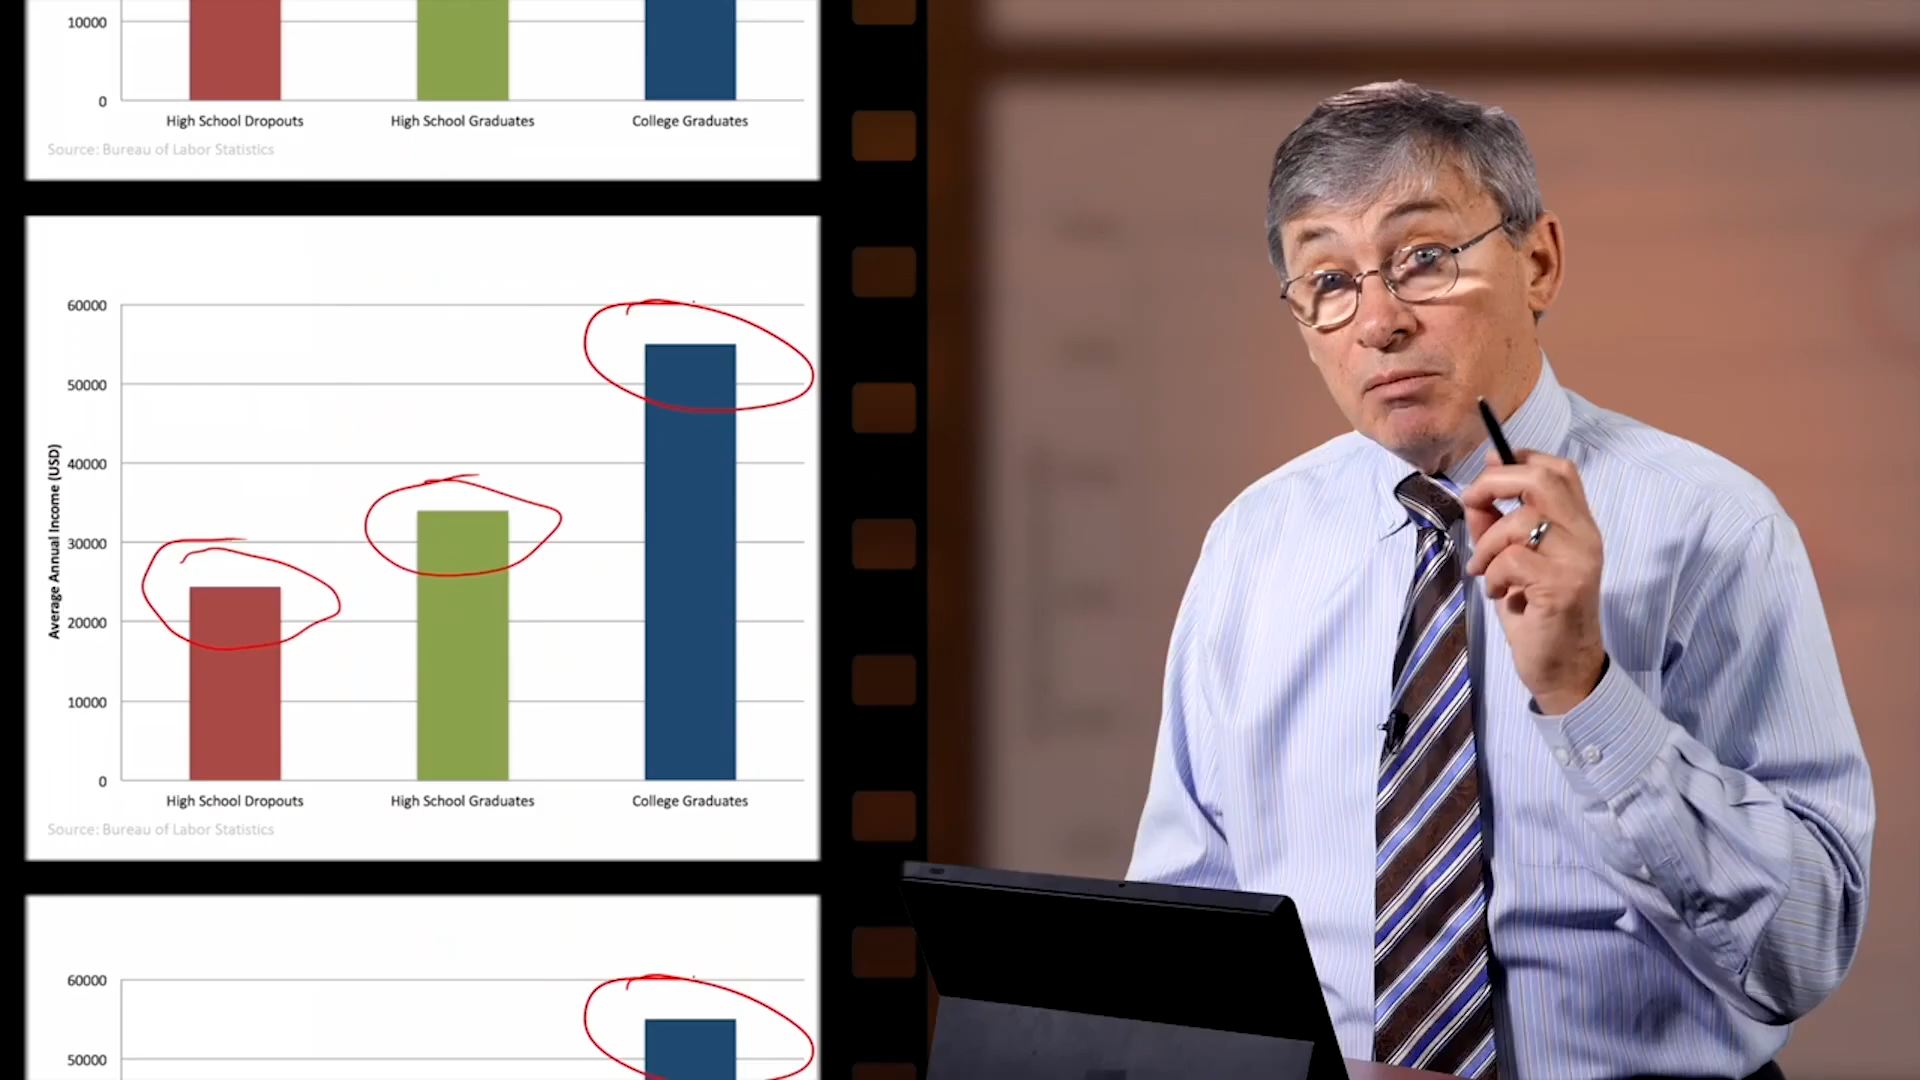 10000
0
High School Dropouts High School Graduates College Graduates
Source: Bureau of Labor Statistics
60000
50000
40000
30000
20000
10000
0
Average Annual Income (USD)
High School Dropouts High School Graduates College Graduates
Source: Bureau of Labor Statistics
60000
50000